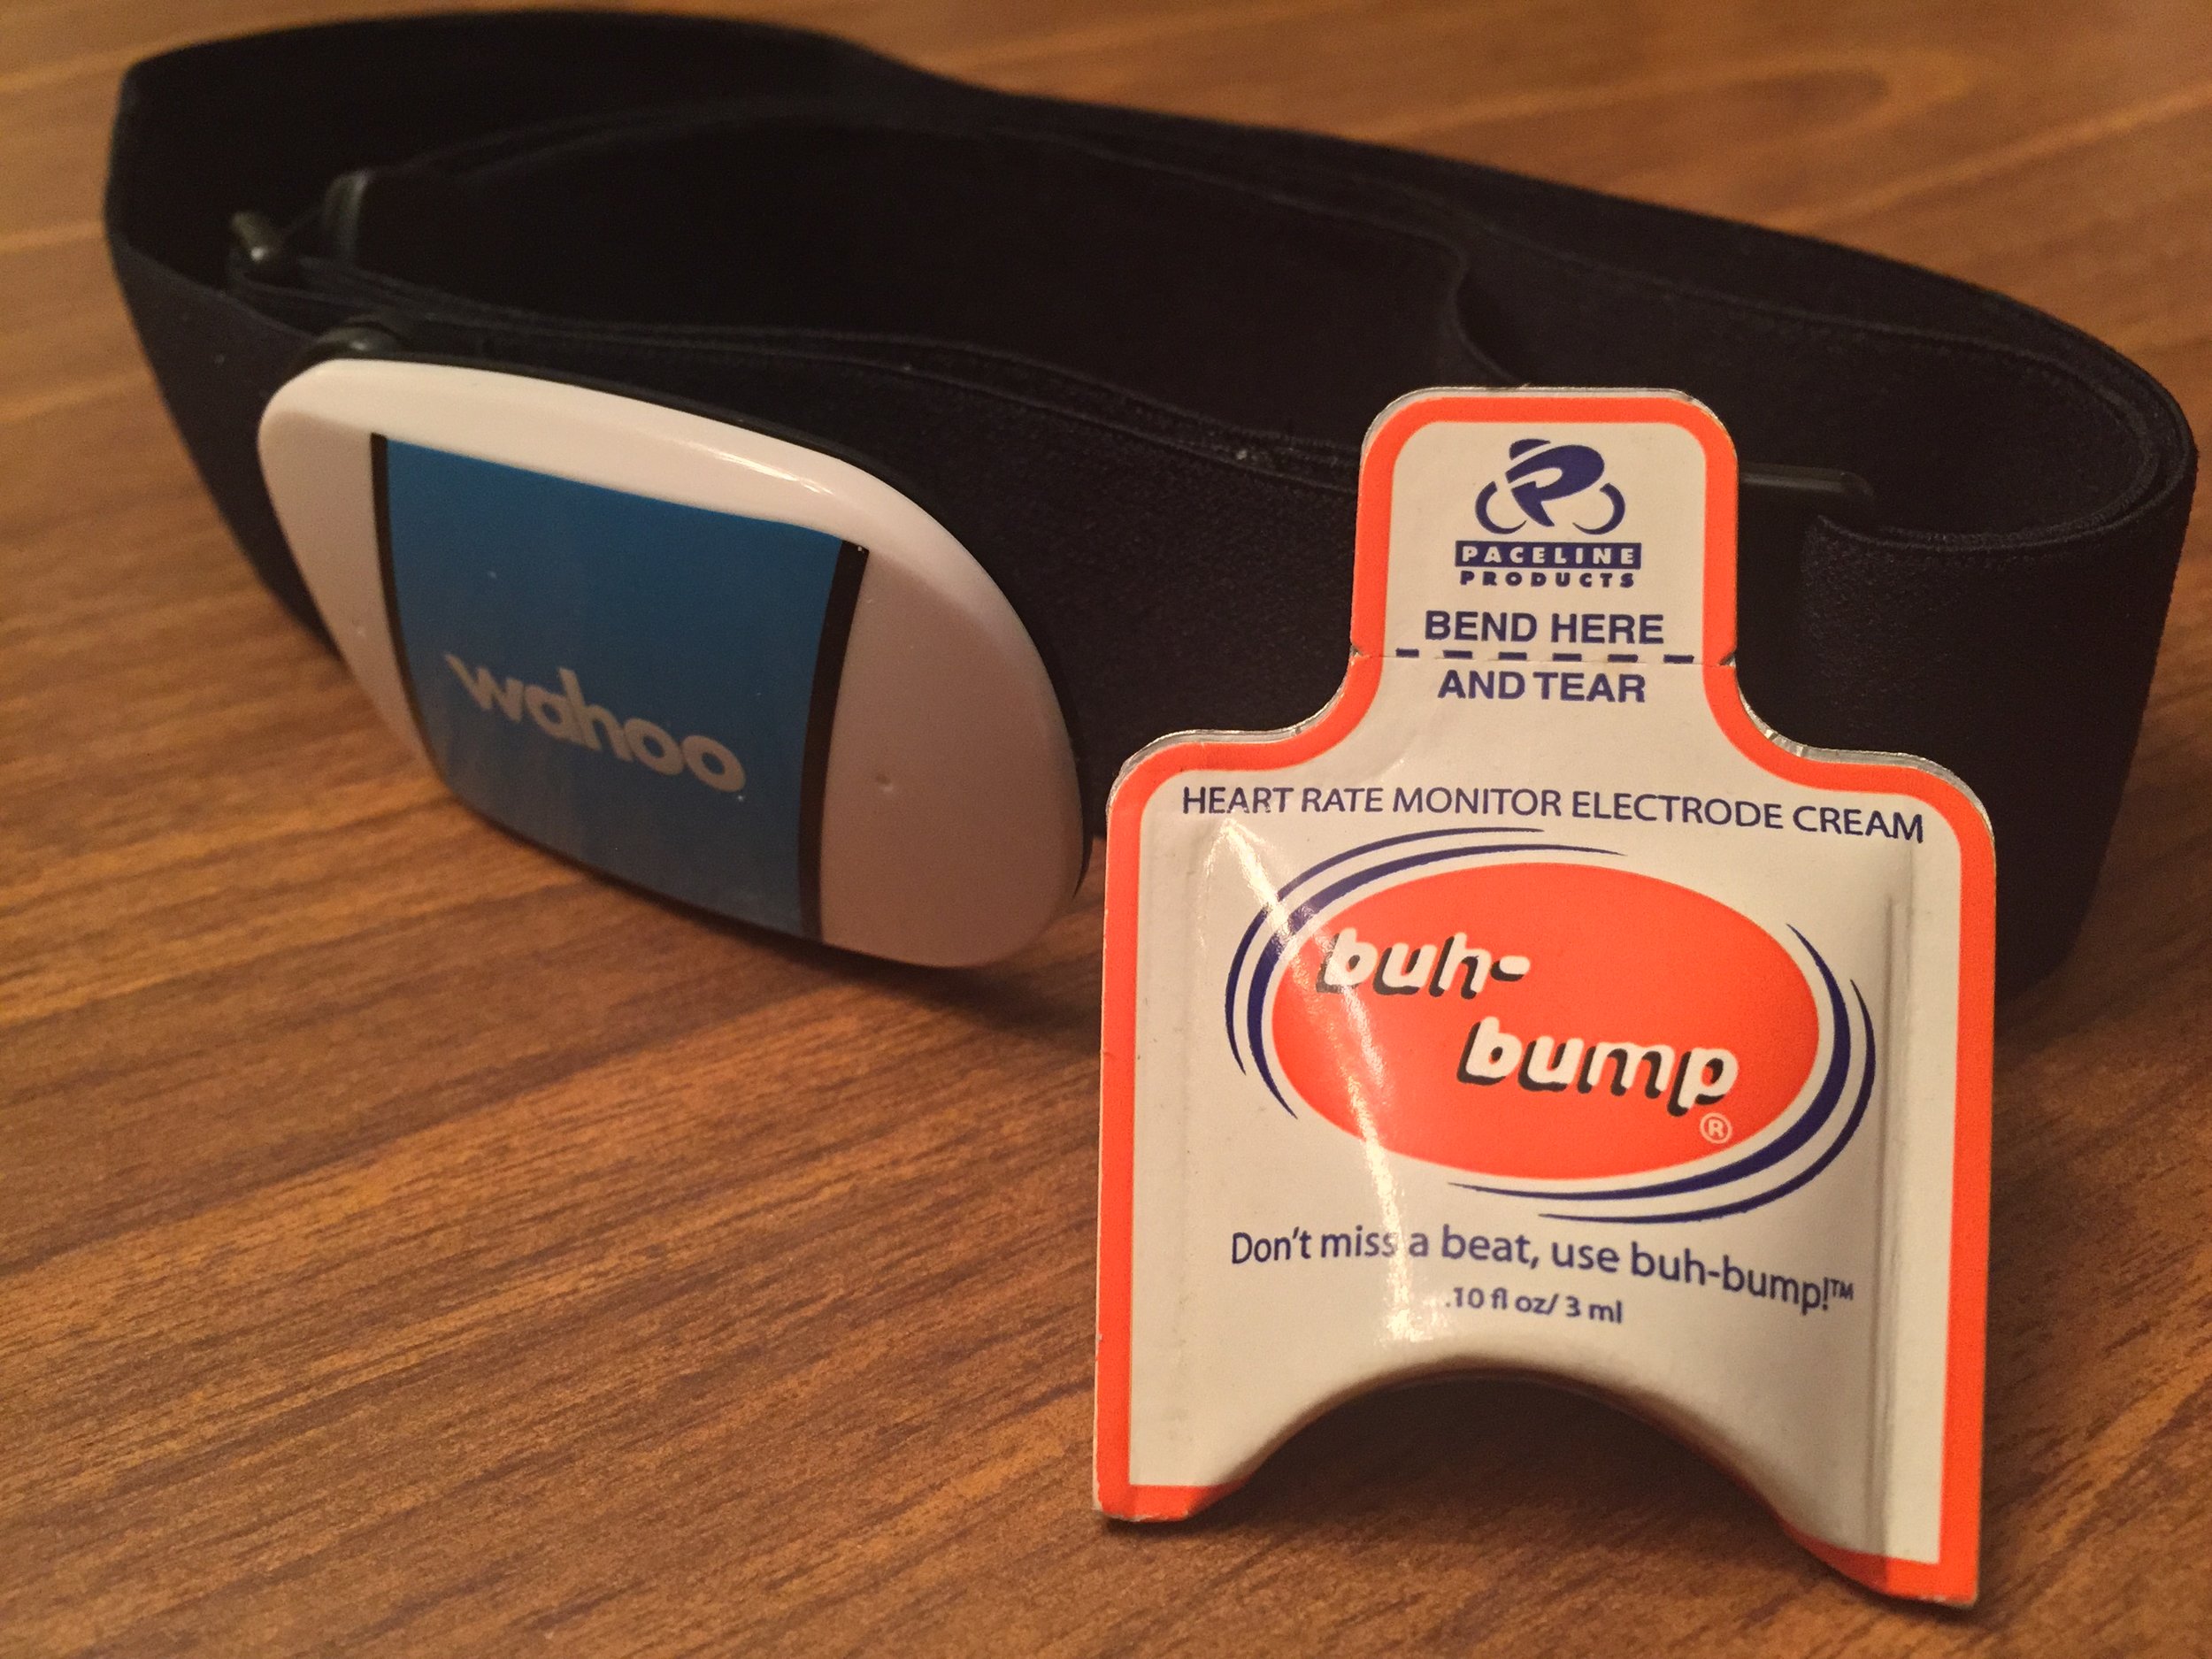 wahoo
PACELINE
PRODUCTS
BEND HERE
AND TEAR
HEART RATE MONITOR ELECTRODE CREAM
buh-
bump®
Don't miss a beat, use buh-bump!™
.10 fl oz/ 3 ml